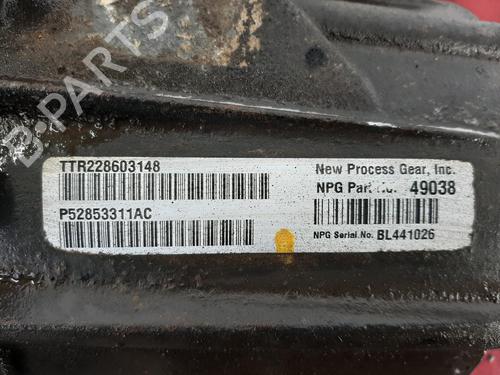 B-PARTS
TTR228603148
New Process Gear, Inc.
NPG Part No. 49038
P52853311AC
NPG Serial.No. BL441026